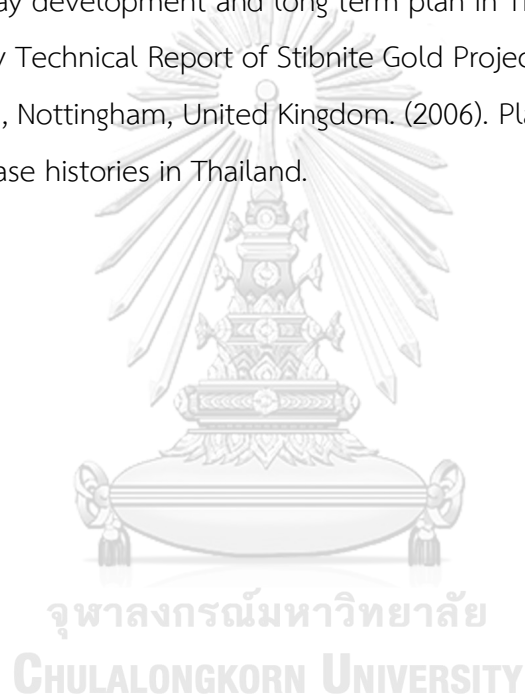 ay development and long term plan in T
y Technical Report of Stibnite Gold Projec
, Nottingham, United Kingdom. (2006). Pla
ase histories in Thailand.
จุฬาลงกรณ์มหาวิทยาลัย
CHULALONGKORN UNIVERSITY